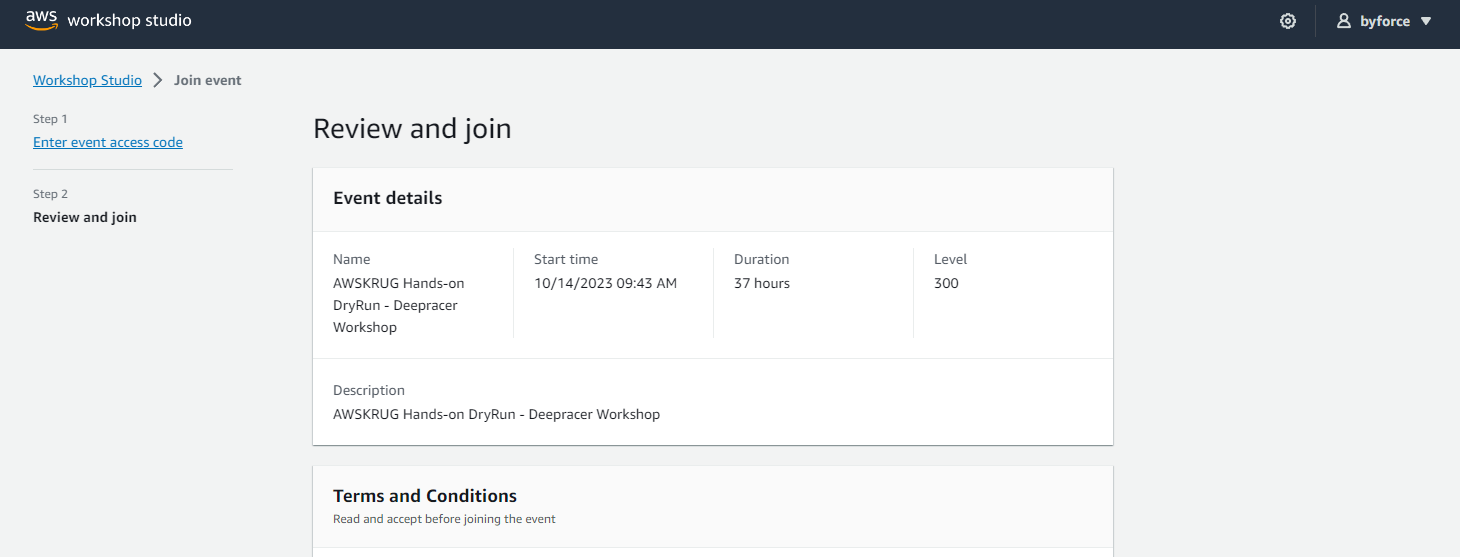 aws workshop studio
byforce
Workshop Studio > Join event
Step 1
Enter event access code
Step 2
Review and join
Review and join
Event details
Name
AWSKRUG Hands-on
DryRun - Deepracer
Workshop
Start time
10/14/2023 09:43 AM
Duration
37 hours
Level
300
Description
AWSKRUG Hands-on DryRun - Deepracer Workshop
Terms and Conditions
Read and accept before joining the event